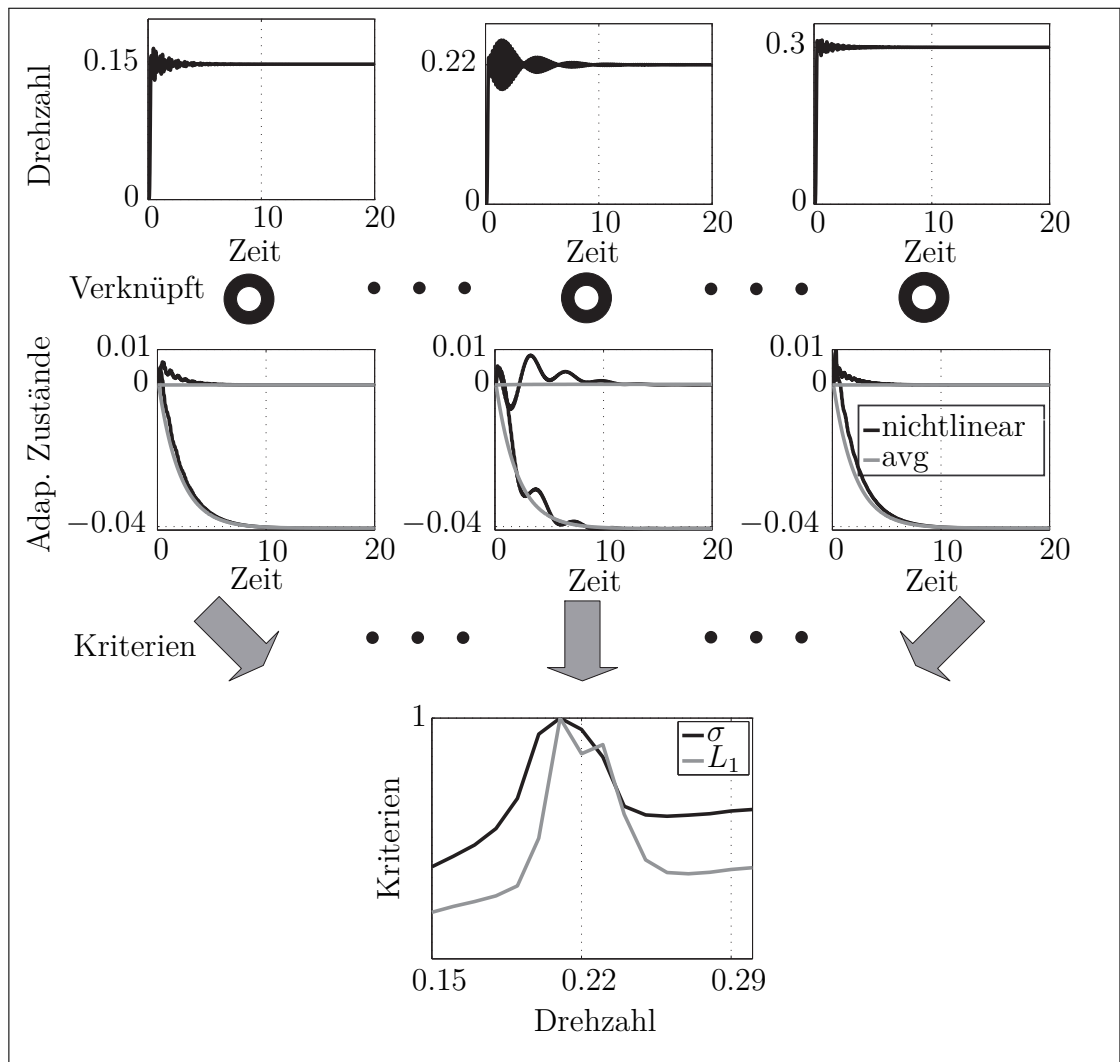 Drehzahl
0.15
0
0
10
20
Zeit
0.22
0
0
10
20
Zeit
0.3
0
0
10
20
Zeit
Verknüpft
Adap. Zustände
0.01
0
−0.04
0
10
20
Zeit
0.01
0
−0.04
0
10
20
Zeit
0.01
0
−0.04
0
10
20
Zeit
nichtlinear
avg
Kriterien
Kriterien
1
σ
L1
0.15
0.22
0.29
Drehzahl